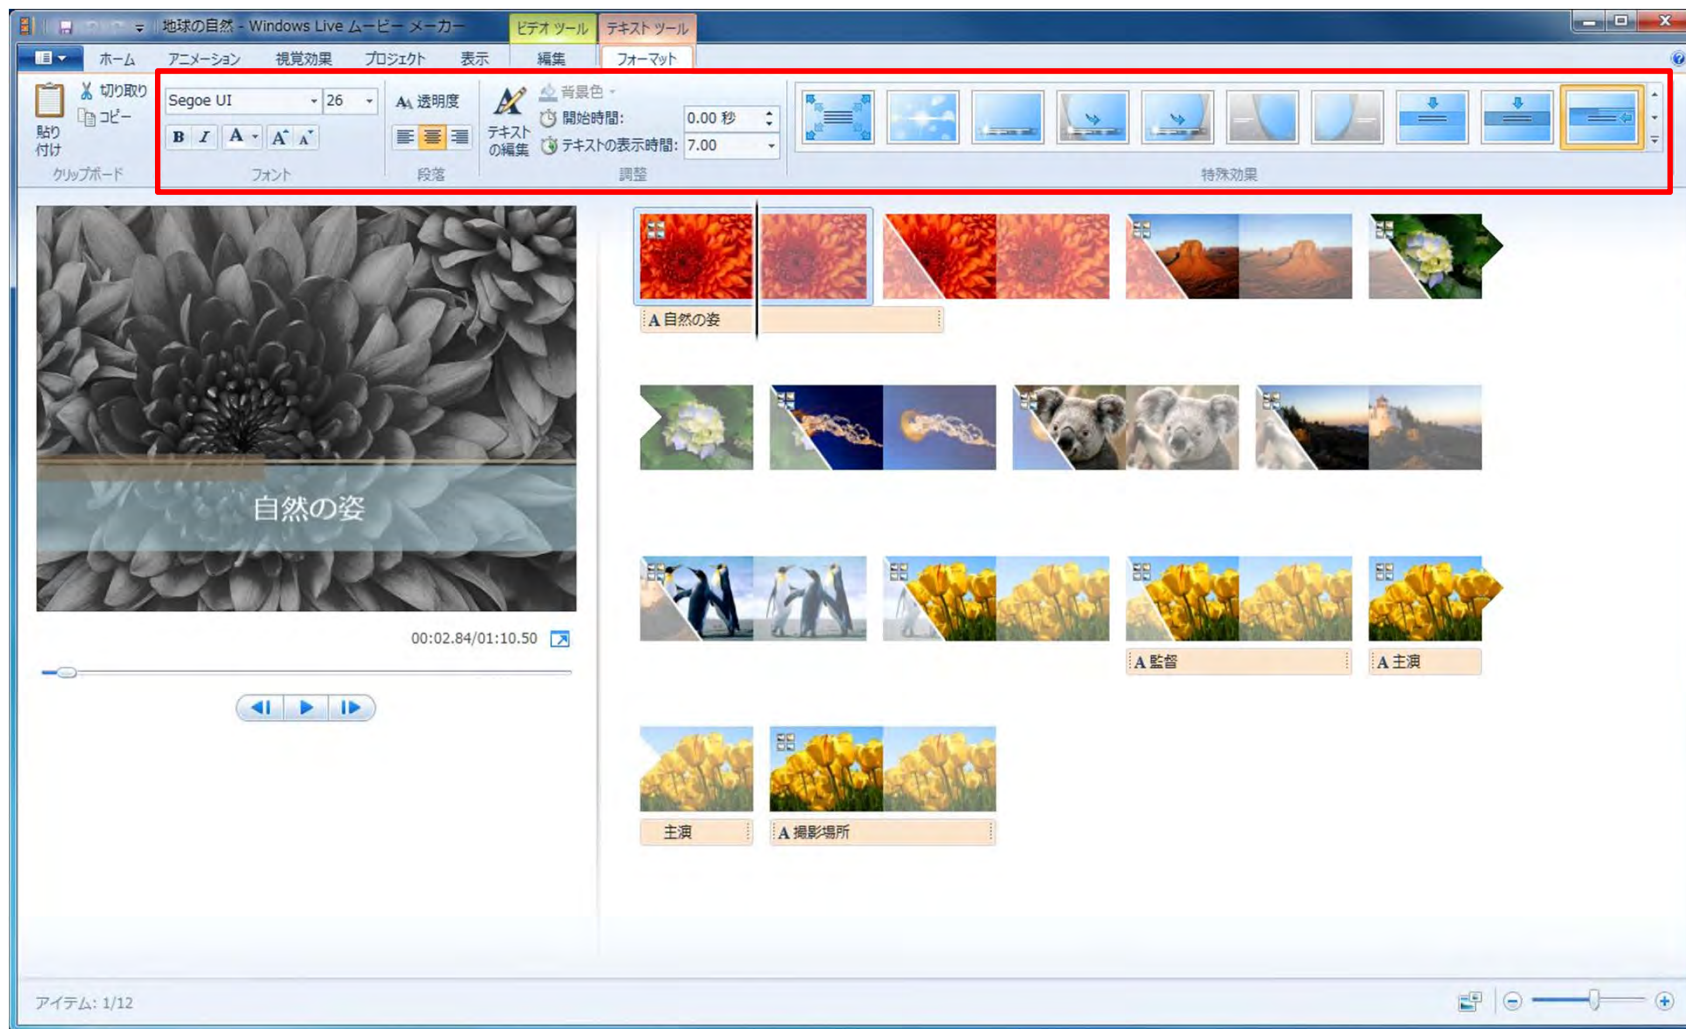 地球の自然 - Windows Live ムービー メーカー
ビデオ ツール
テキスト ツール
ホーム
アニメーション
視覚効果
プロジェクト
表示
編集
フォーマット
貼り
付け
切り取り
コピー
クリップボード
Segoe UI
26
B I A A A
フォント
透明度
段落
テキスト
の編集
背景色
開始時間: 0.00 秒
テキストの表示時間: 7.00
調整
特殊効果
自然の姿
00:02.84/01:10.50
A 自然の姿
A 監督
A 主演
主演
A 撮影場所
アイテム: 1/12